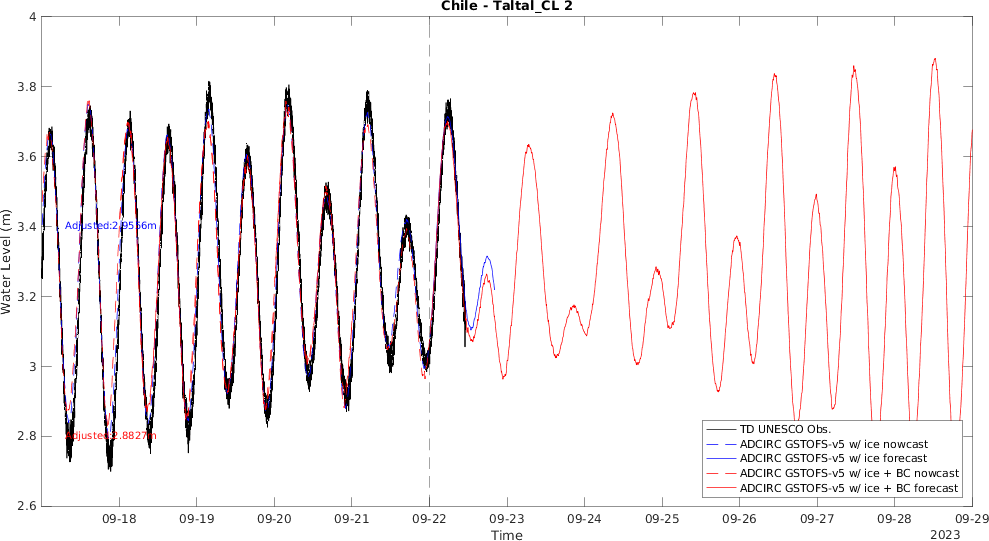 Chile - Taltal_CL 2
4
3.8
3.6
3.4
3.2
3
2.8
2.6
Water Level (m)
Adjusted:2.9556m
Adjusted:2.8827m
TD UNESCO Obs.
ADCIRC GSTOFS-v5 w/ ice nowcast
ADCIRC GSTOFS-v5 w/ ice forecast
ADCIRC GSTOFS-v5 w/ ice + BC nowcast
ADCIRC GSTOFS-v5 w/ ice + BC forecast
09-18 09-19 09-20 09-21 09-22 09-23 09-24 09-25 09-26 09-27 09-28 09-29
Time
2023